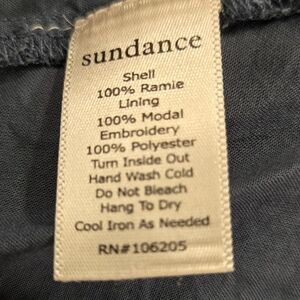 sundance
Shell
100% Ramie
Lining
100% Modal
Embroidery
100% Polyester
Turn Inside Out
Hand Wash Cold
Do Not Bleach
Hang To Dry
Cool Iron As Needed
RN#106205